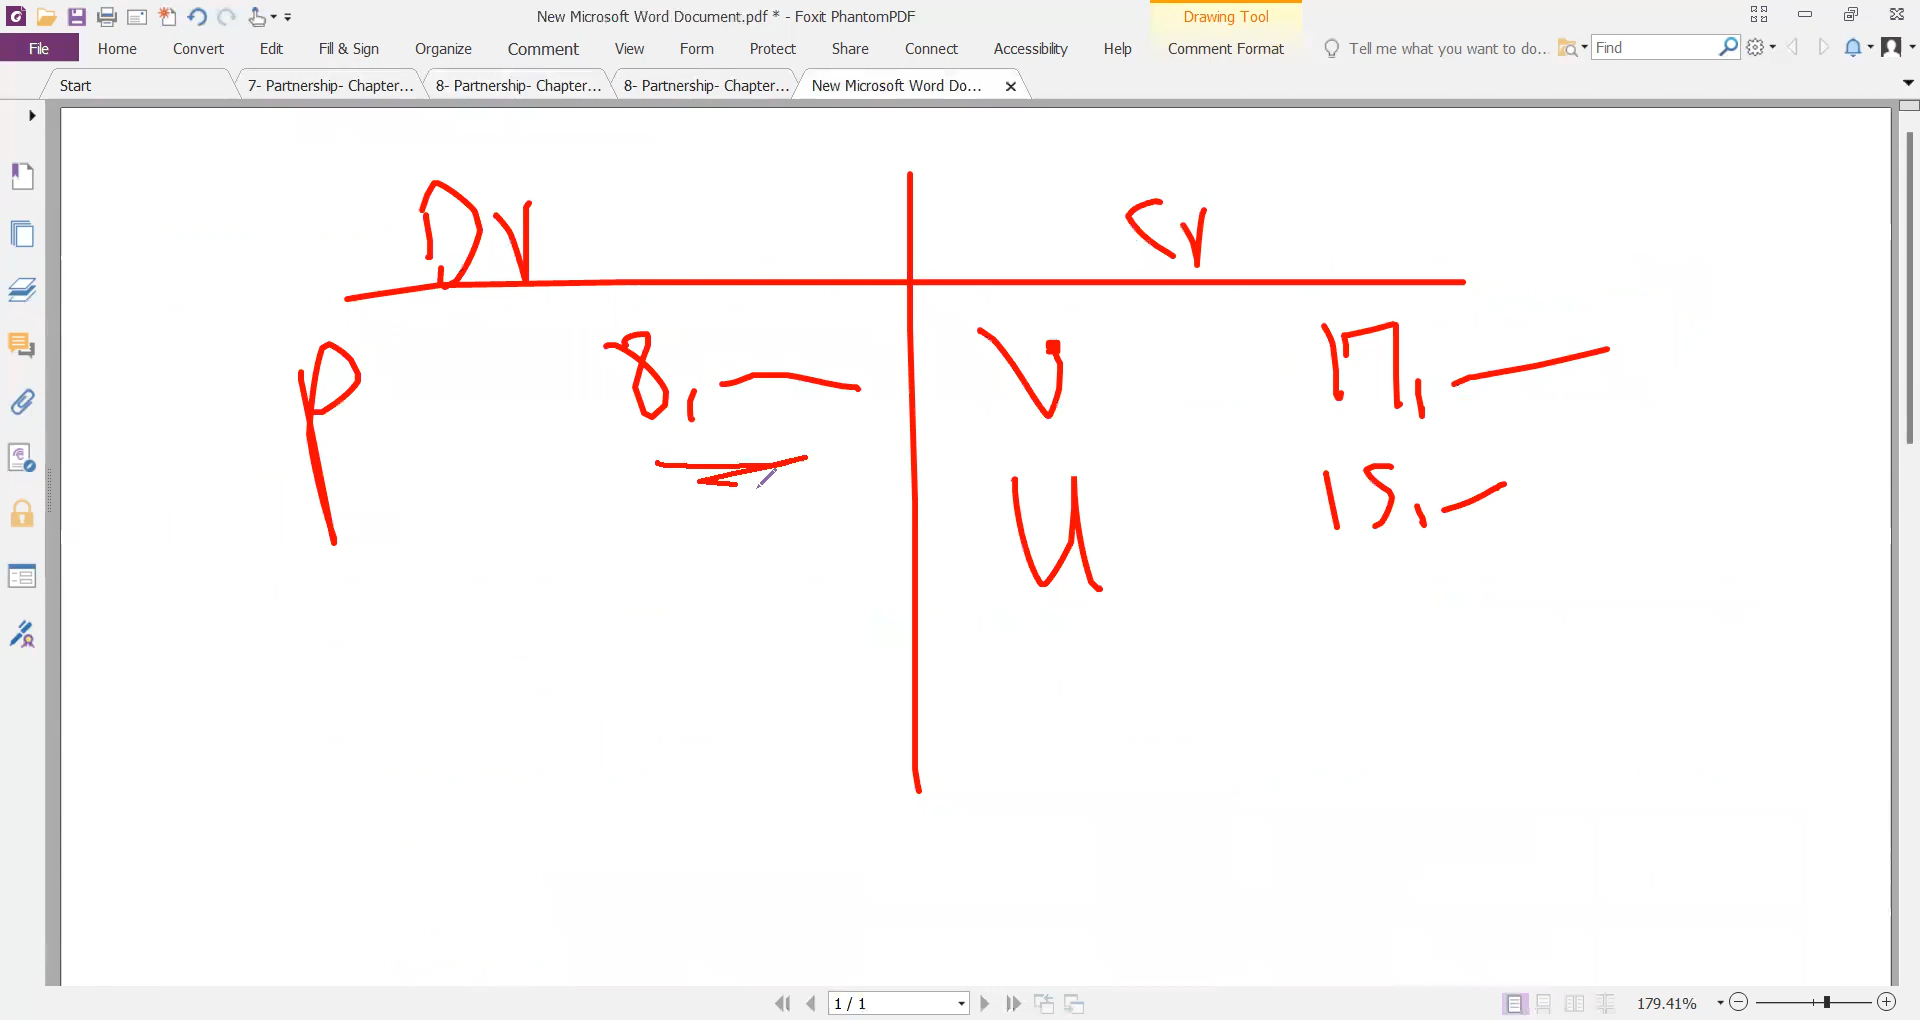 New Microsoft Word Document.pdf * - Foxit PhantomPDF
Drawing Tool
File Home Convert Edit Fill & Sign Organize Comment View Form Protect Share Connect Accessibility Help Comment Format Tell me what you want to do... Find
Start 7- Partnership- Chapter... 8- Partnership- Chapter... 8- Partnership- Chapter... New Microsoft Word Do...
Dr Cr
P 8, V 17,
U 15,
1 / 1 179.41%